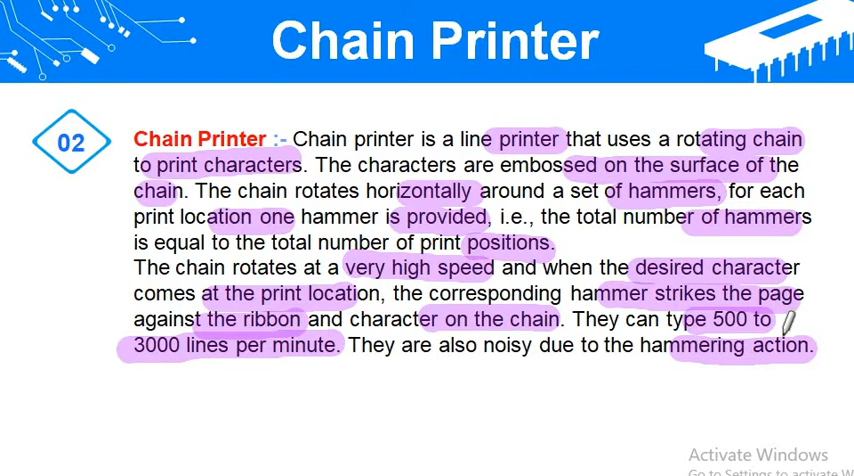 Chain Printer
02
Chain Printer :- Chain printer is a line printer that uses a rotating chain
to print characters. The characters are embossed on the surface of the
chain. The chain rotates horizontally around a set of hammers, for each
print location one hammer is provided, i.e., the total number of hammers
is equal to the total number of print positions.
The chain rotates at a very high speed and when the desired character
comes at the print location, the corresponding hammer strikes the page
against the ribbon and character on the chain. They can type 500 to
3000 lines per minute. They are also noisy due to the hammering action.
Activate Windows
Go to Settings to activate W